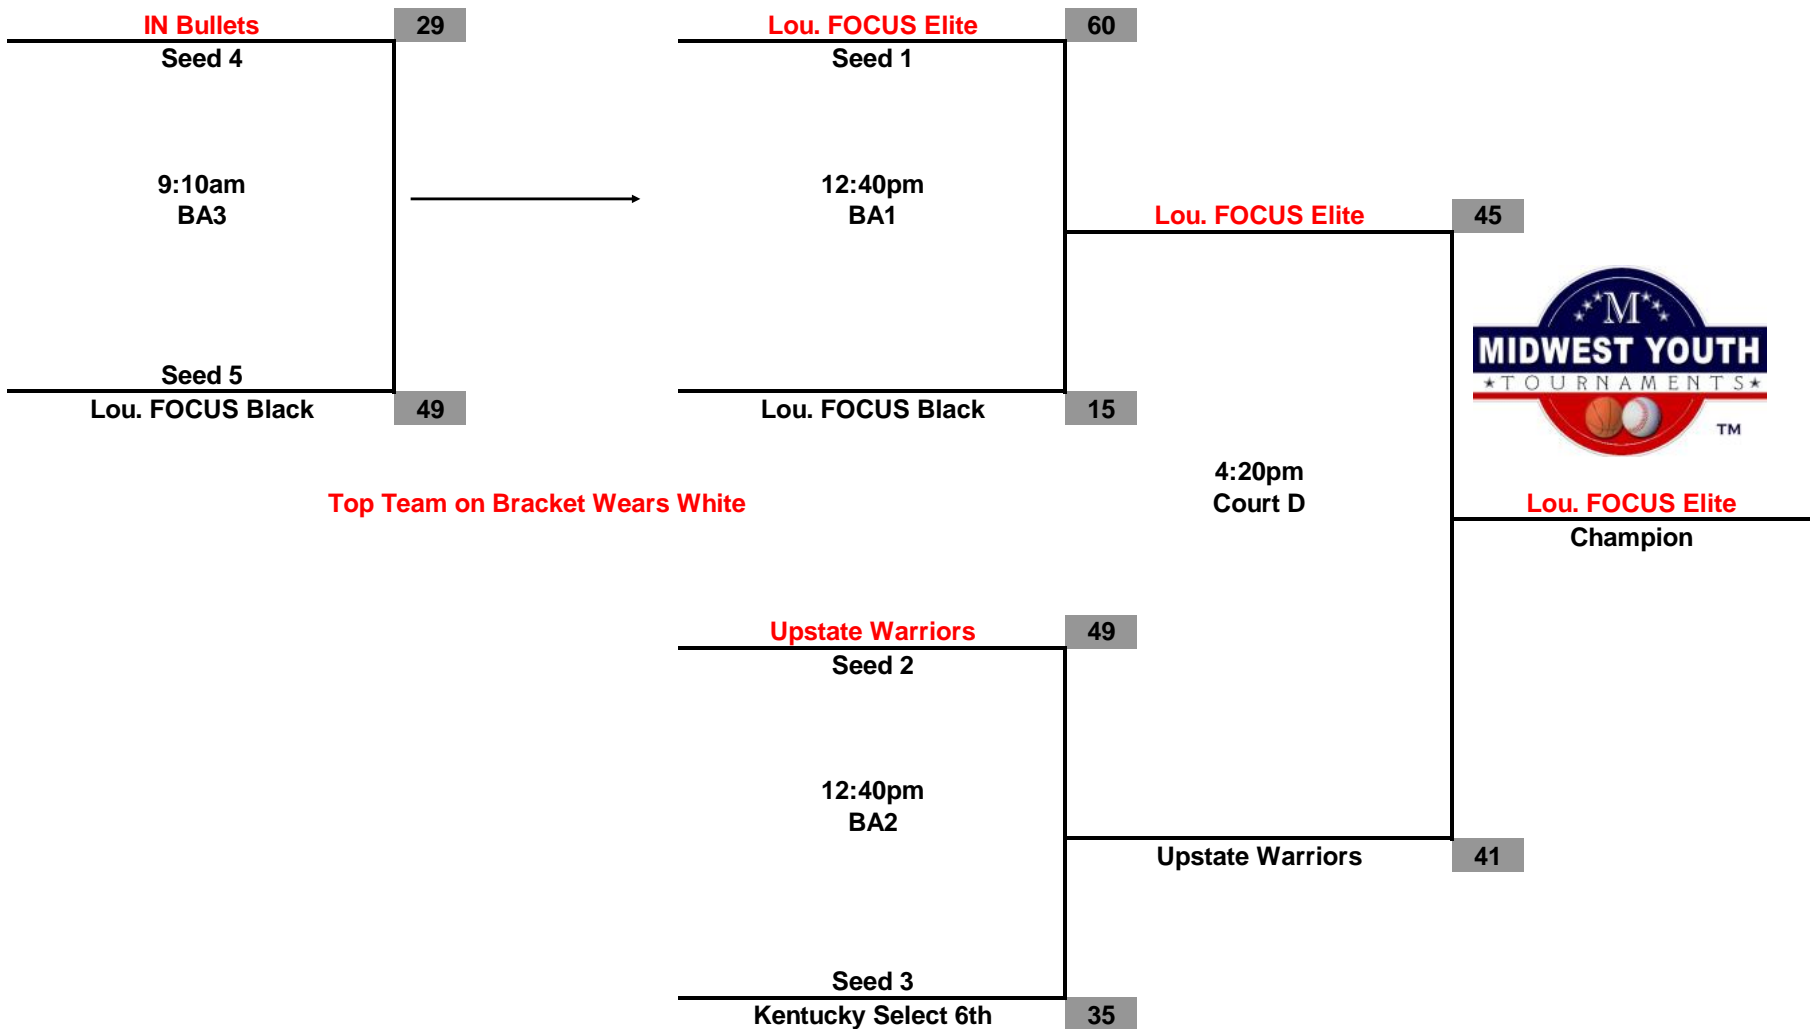 IN Bullets 29
Seed 4
9:10am
BA3
Seed 5
Lou. FOCUS Black 49
Lou. FOCUS Elite 60
Seed 1
12:40pm
BA1
Lou. FOCUS Black 15
Top Team on Bracket Wears White
Upstate Warriors 49
Seed 2
12:40pm
BA2
Seed 3
Kentucky Select 6th 35
Lou. FOCUS Elite 45
4:20pm
Court D
Upstate Warriors 41
M
MIDWEST YOUTH
TOURNAMENTS
TM
Lou. FOCUS Elite
Champion